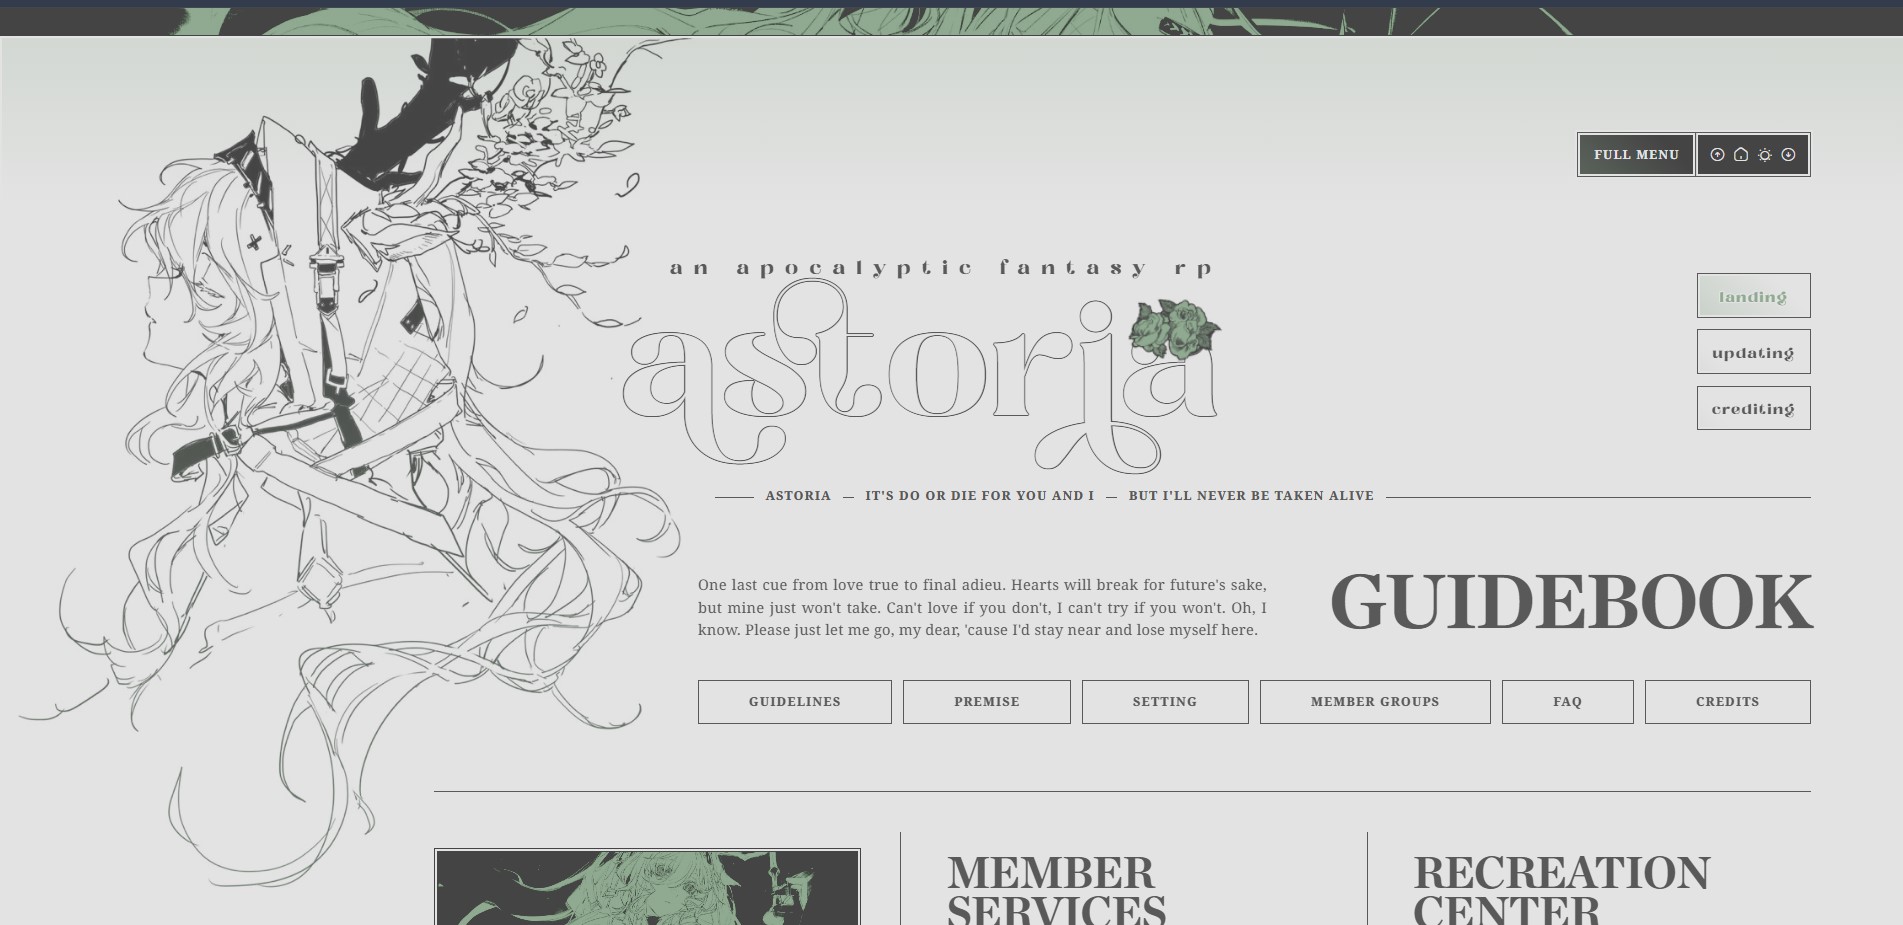 FULL MENU
an apocalyptic fantasy rp
astoria
landing
updating
crediting
ASTORIA — IT'S DO OR DIE FOR YOU AND I — BUT I'LL NEVER BE TAKEN ALIVE
One last cue from love true to final adieu. Hearts will break for future's sake,
but mine just won't take. Can't love if you don't, I can't try if you won't. Oh, I
know. Please just let me go, my dear, 'cause I'd stay near and lose myself here.
GUIDEBOOK
GUIDELINES
PREMISE
SETTING
MEMBER GROUPS
FAQ
CREDITS
MEMBER
SERVICES
RECREATION
CENTER